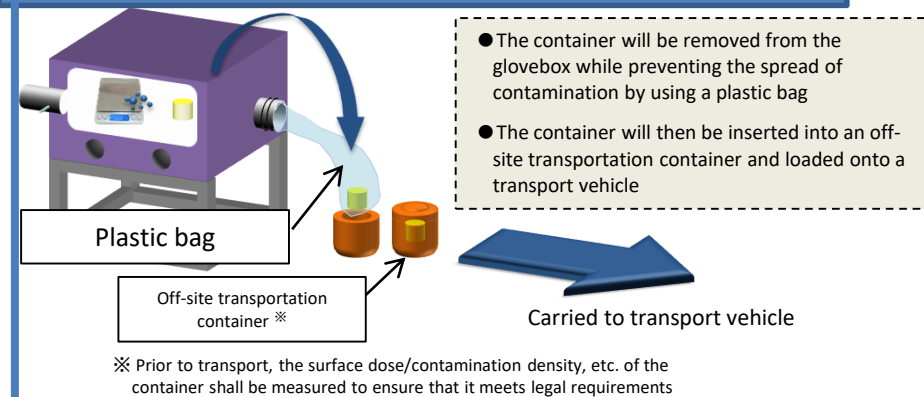 ● The container will be removed from the
glovebox while preventing the spread of
contamination by using a plastic bag
● The container will then be inserted into an off-
site transportation container and loaded onto a
transport vehicle
Plastic bag
Off-site transportation
container ※
Carried to transport vehicle
※ Prior to transport, the surface dose/contamination density, etc. of the
container shall be measured to ensure that it meets legal requirements